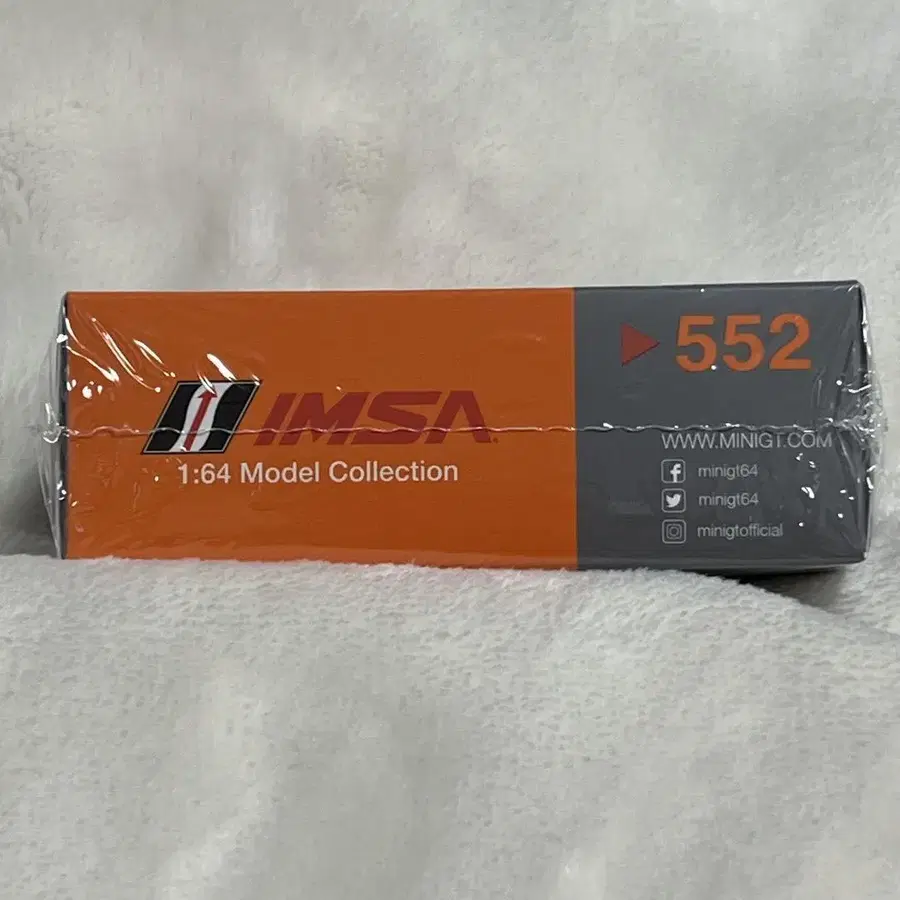 IMSA
1:64 Model Collection
552
WWW.MINIGT.COM
minigt64
minigt64
minigtofficial